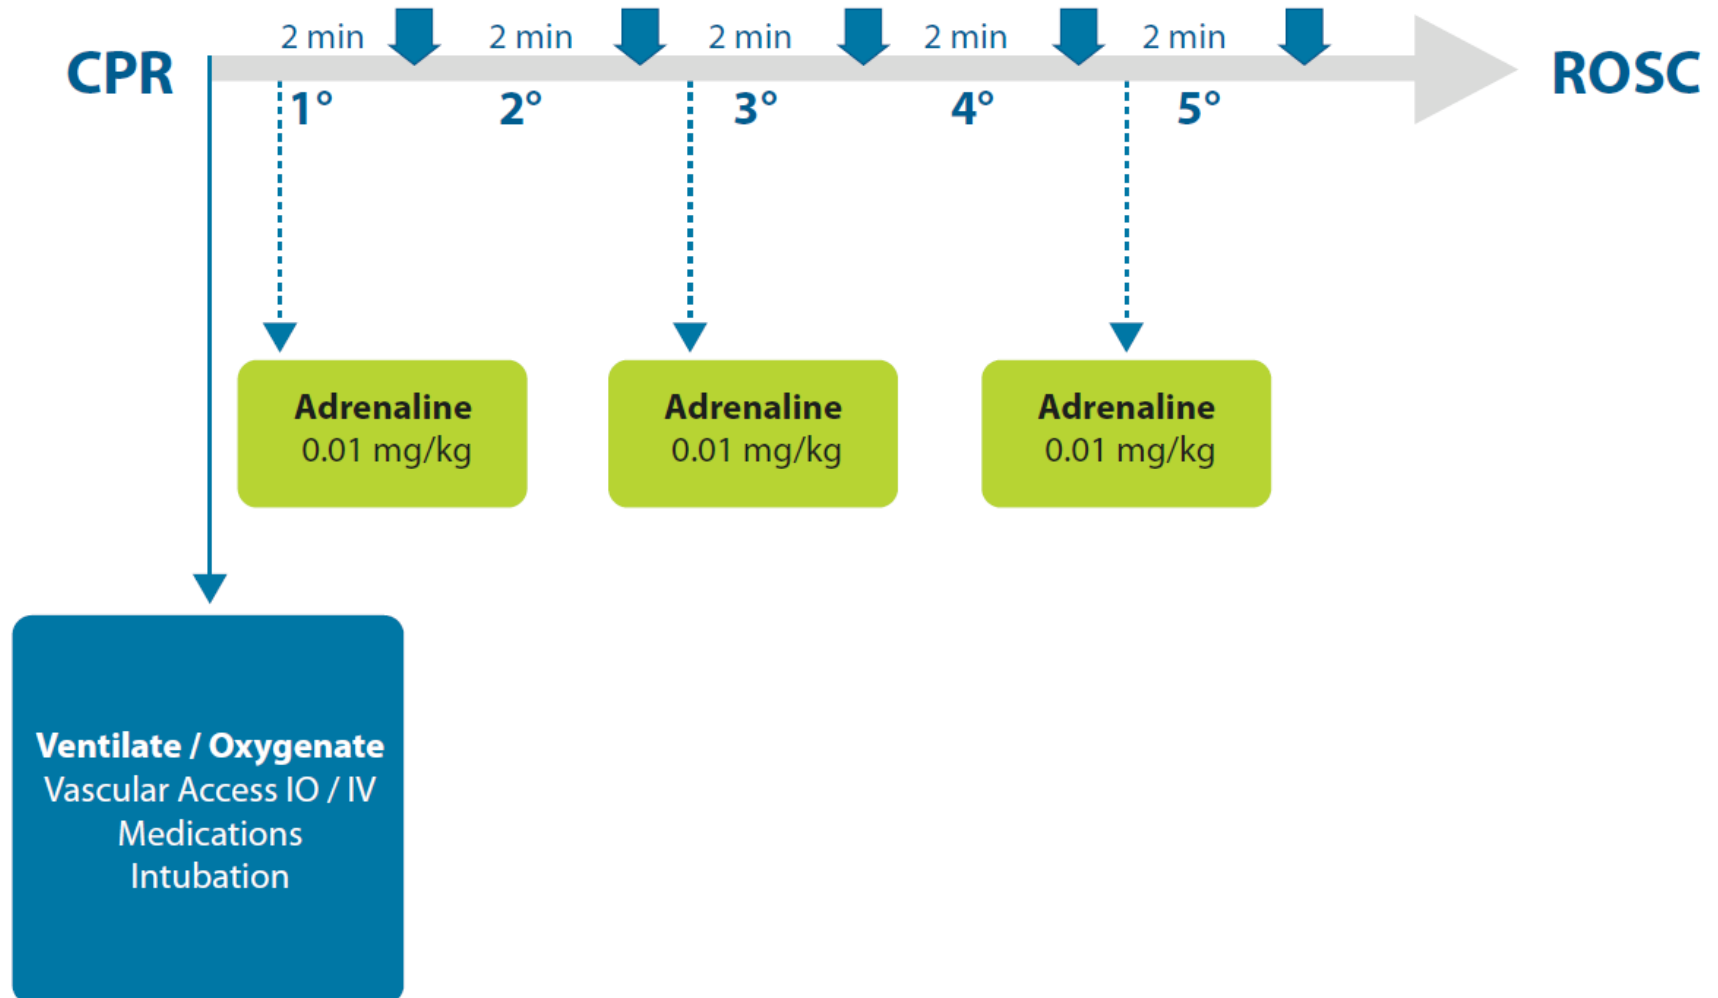 2 min
2 min
2 min
2 min
2 min
CPR
ROSC
1°
2°
3°
4°
5°
Adrenaline
0.01 mg/kg
Adrenaline
0.01 mg/kg
Adrenaline
0.01 mg/kg
Ventilate / Oxygenate
Vascular Access IO / IV
Medications
Intubation